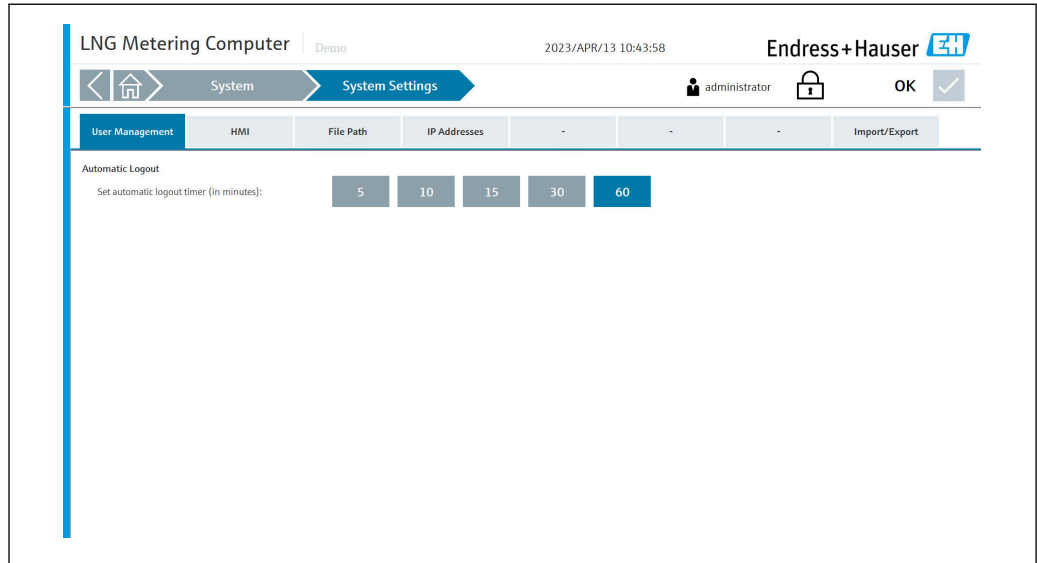 LNG Metering Computer Demo 2023/APR/13 10:43:58 Endress+Hauser EH
System System Settings administrator 1 OK
User Management HMI File Path IP Addresses - - - Import/Export
Automatic Logout
Set automatic logout timer (in minutes): 5 10 15 30 60